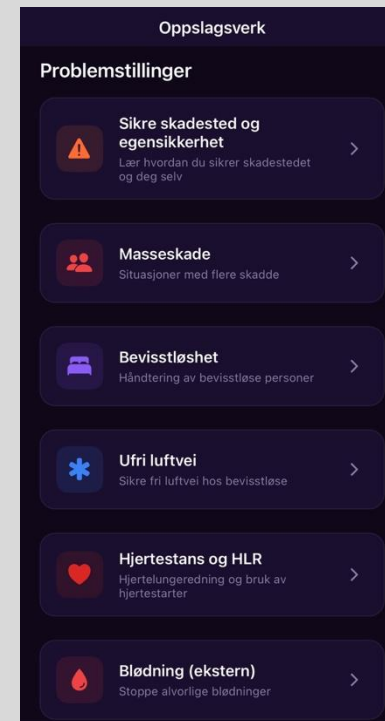 Oppslagsverk
Problemstillinger
Sikre skadested og
egensikkerhet
Lær hvordan du sikrer skadestedet
og deg selv
Masseskade
Situasjoner med flere skadde
Bevisstløshet
Håndtering av bevisstløse personer
Ufri luftvei
Sikre fri luftvei hos bevisstløse
Hjertestans og HLR
Hjertelungeredning og bruk av
hjertestarter
Blødning (ekstern)
Stoppe alvorlige blødninger